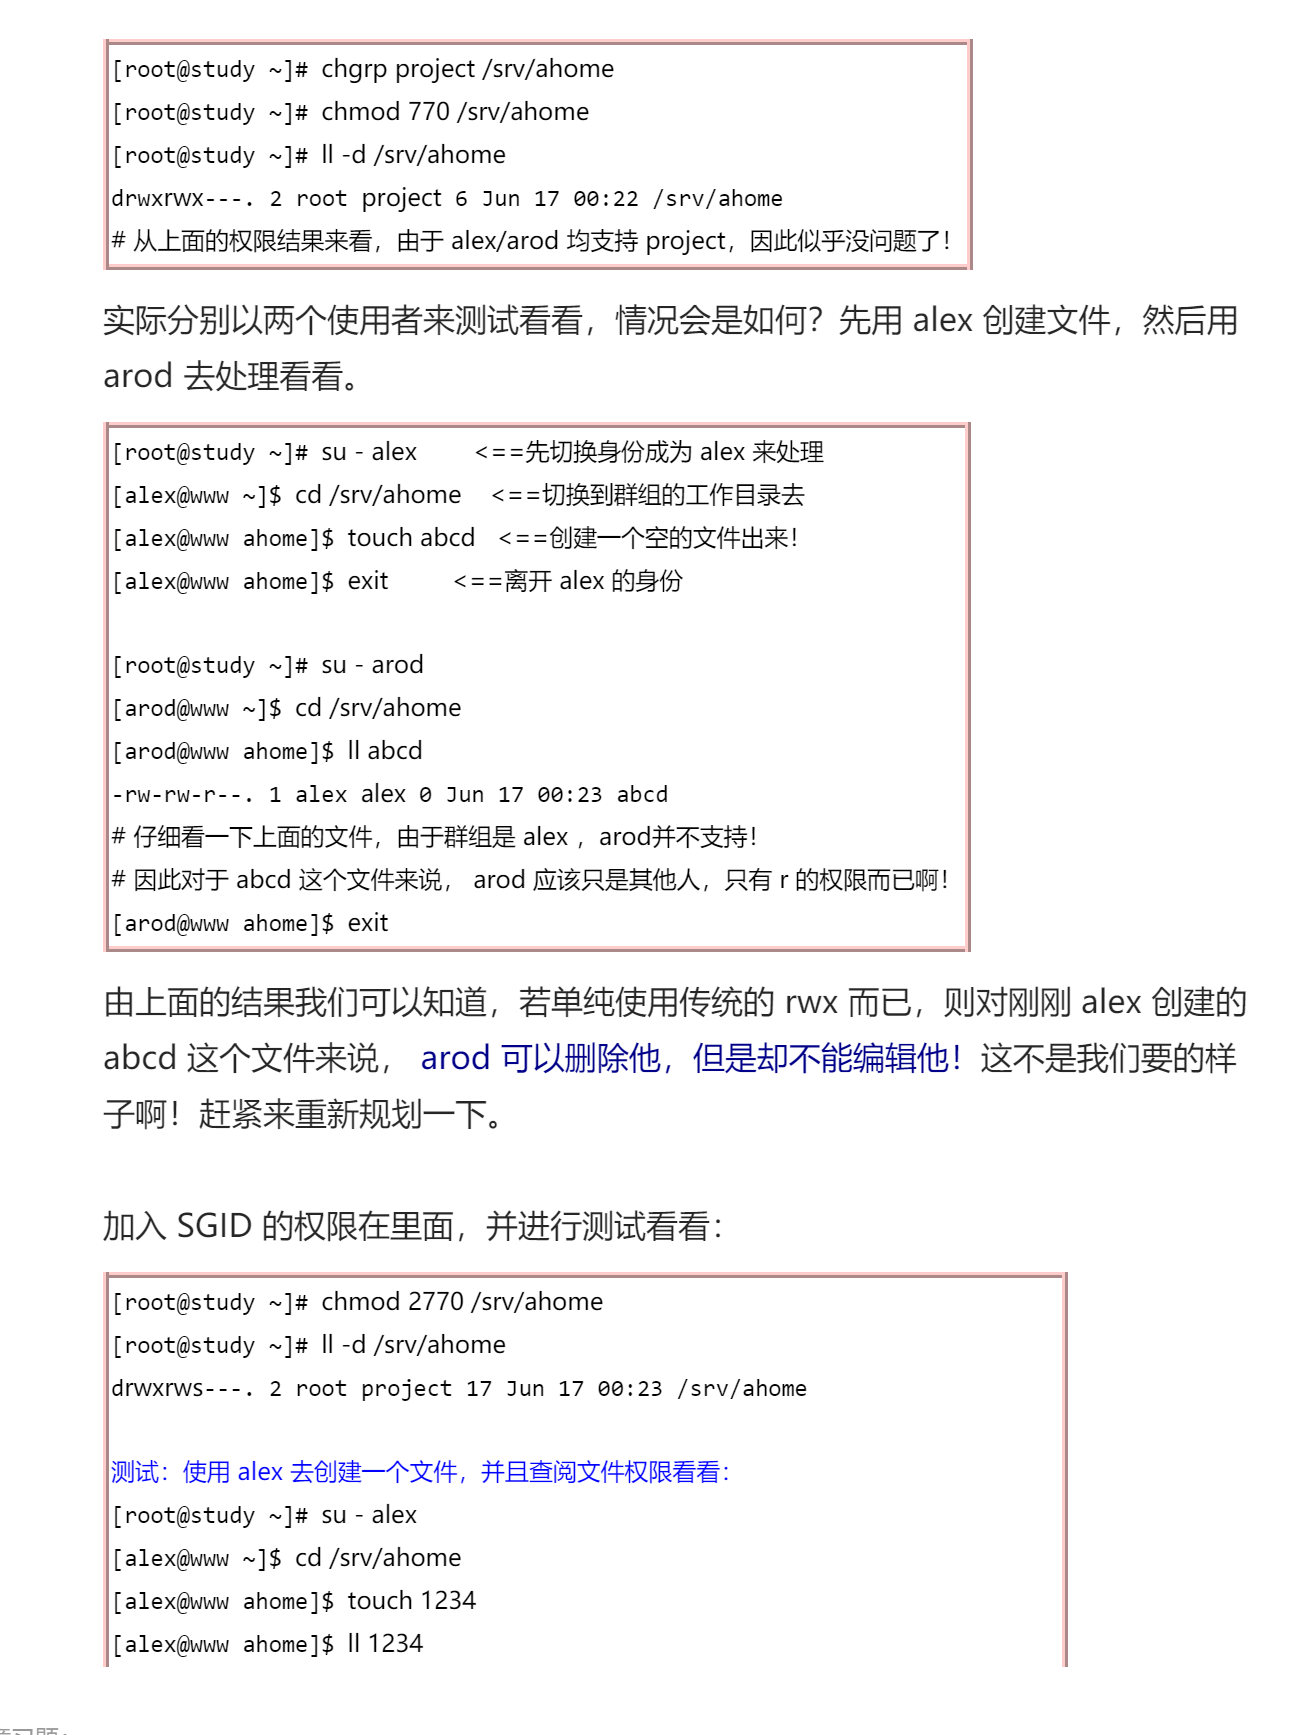 [root@study ~]# chgrp project /srv/ahome
[root@study ~]# chmod 770 /srv/ahome
[root@study ~]# ll -d /srv/ahome
drwxrwx---. 2 root project 6 Jun 17 00:22 /srv/ahome
# 从上面的权限结果来看，由于 alex/arod 均支持 project，因此似乎没问题了！
实际分别以两个使用者来测试看看，情况会是如何？先用 alex 创建文件，然后用
arod 去处理看看。
[root@study ~]# su - alex <==先切换身份成为 alex 来处理
[alex@www ~]$ cd /srv/ahome <==切换到群组的工作目录去
[alex@www ahome]$ touch abcd <==创建一个空的文件出来！
[alex@www ahome]$ exit <==离开 alex 的身份
[root@study ~]# su - arod
[arod@www ~]$ cd /srv/ahome
[arod@www ahome]$ ll abcd
-rw-rw-r--. 1 alex alex 0 Jun 17 00:23 abcd
# 仔细看一下上面的文件，由于群组是 alex ，arod并不支持！
# 因此对于 abcd 这个文件来说， arod 应该只是其他人，只有 r 的权限而已啊！
[arod@www ahome]$ exit
由上面的结果我们可以知道，若单纯使用传统的 rwx 而已，则对刚刚 alex 创建的
abcd 这个文件来说， arod 可以删除他，但是却不能编辑他！这不是我们要的样
子啊！赶紧来重新规划一下。
加入 SGID 的权限在里面，并进行测试看看：
[root@study ~]# chmod 2770 /srv/ahome
[root@study ~]# ll -d /srv/ahome
drwxrws---. 2 root project 17 Jun 17 00:23 /srv/ahome
测试：使用 alex 去创建一个文件，并且查阅文件权限看看：
[root@study ~]# su - alex
[alex@www ~]$ cd /srv/ahome
[alex@www ahome]$ touch 1234
[alex@www ahome]$ ll 1234